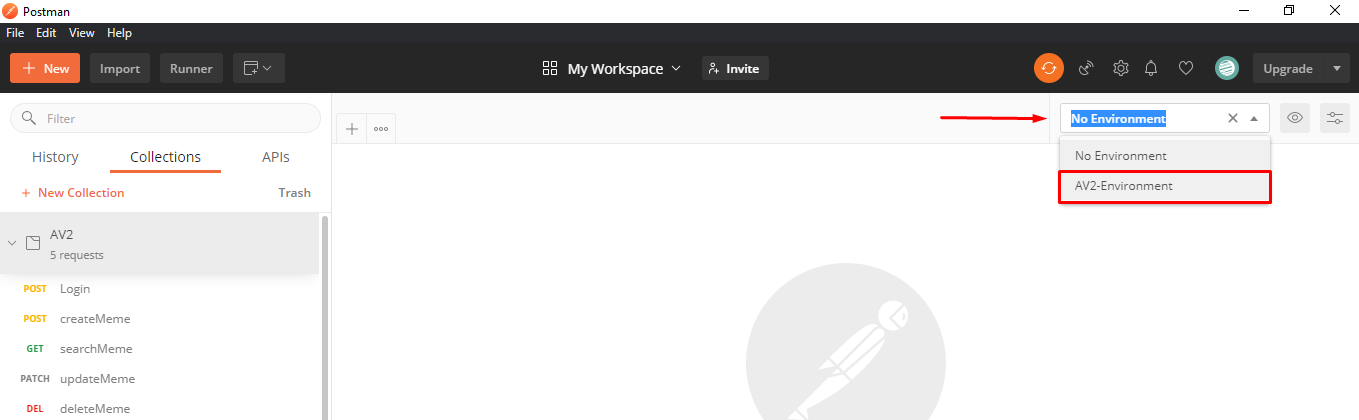 Postman
File Edit View Help
New Import Runner My Workspace Invite Upgrade
Filter
No Environment
History Collections APIs
No Environment
New Collection Trash
AV2-Environment
AV2
5 requests
POST Login
POST createMeme
GET searchMeme
PATCH updateMeme
DEL deleteMeme